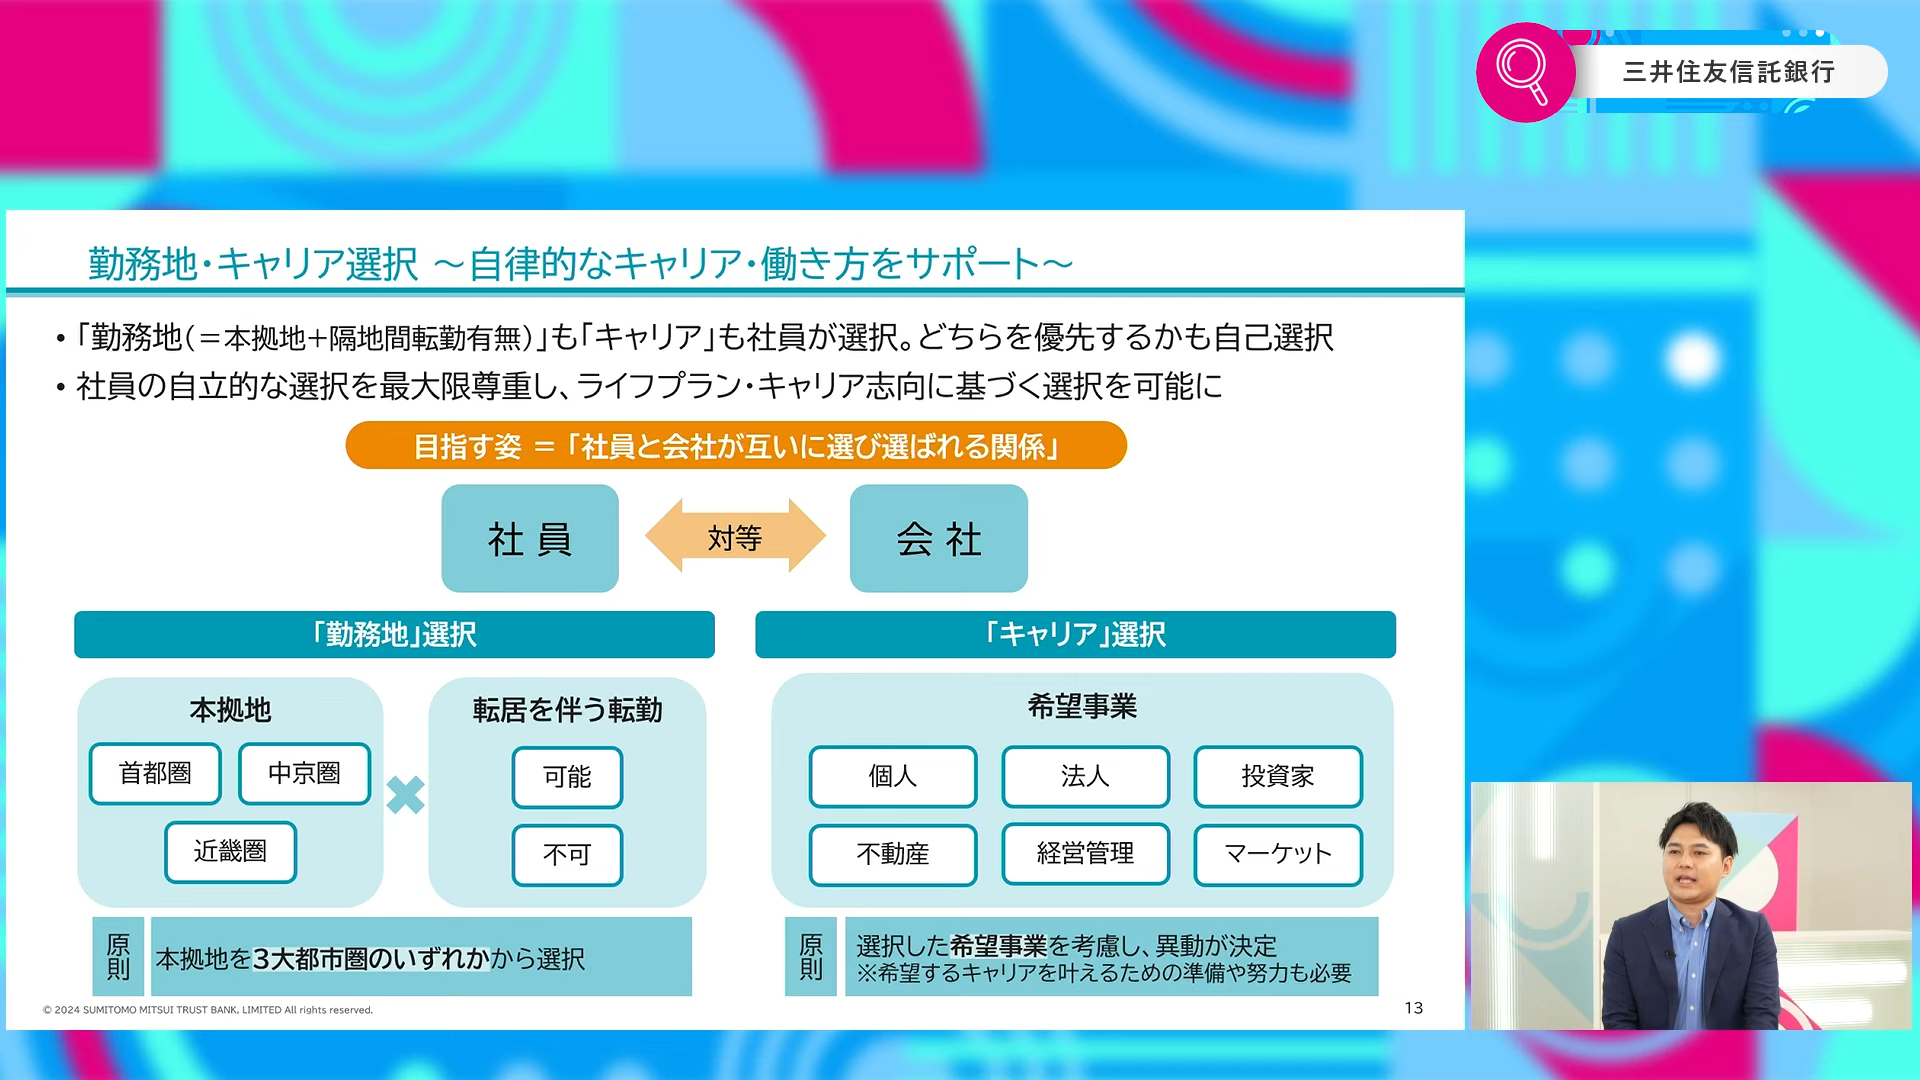 三井住友信託銀行
勤務地・キャリア選択 ～自律的なキャリア・働き方をサポート～
• 「勤務地（＝本拠地＋隔地間転勤有無）」も「キャリア」も社員が選択。どちらを優先するかも自己選択
• 社員の自立的な選択を最大限尊重し、ライフプラン・キャリア志向に基づく選択を可能に
目指す姿 ＝ 「社員と会社が互いに選び選ばれる関係」
社 員
対等
会 社
「勤務地」選択
本拠地
首都圏
中京圏
近畿圏
転居を伴う転勤
可能
不可
原則
本拠地を3大都市圏のいずれかから選択
「キャリア」選択
希望事業
個人
法人
投資家
不動産
経営管理
マーケット
原則
選択した希望事業を考慮し、異動が決定
※希望するキャリアを叶えるための準備や努力も必要
© 2024 SUMITOMO MITSUI TRUST BANK, LIMITED All rights reserved.
13